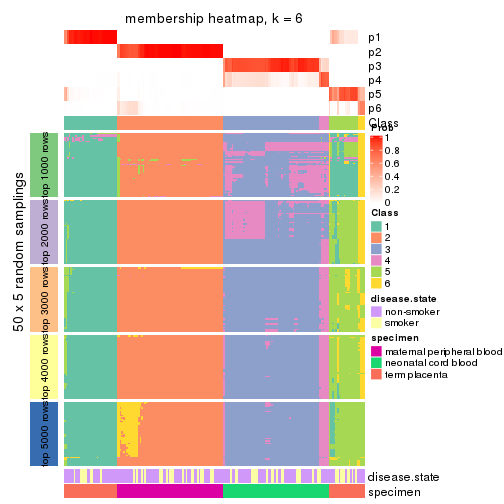 membership heatmap, k = 6
p1
p2
p3
p4
p5
p6
Class
Prob
1
0.8
0.6
0.4
0.2
0
Class
1
2
3
4
5
6
disease.state
non-smoker
smoker
specimen
maternal peripheral blood
neonatal cord blood
term placenta
50 x 5 random samplings
top 1000 rows
top 2000 rows
top 3000 rows
top 4000 rows
top 5000 rows
disease.state
specimen